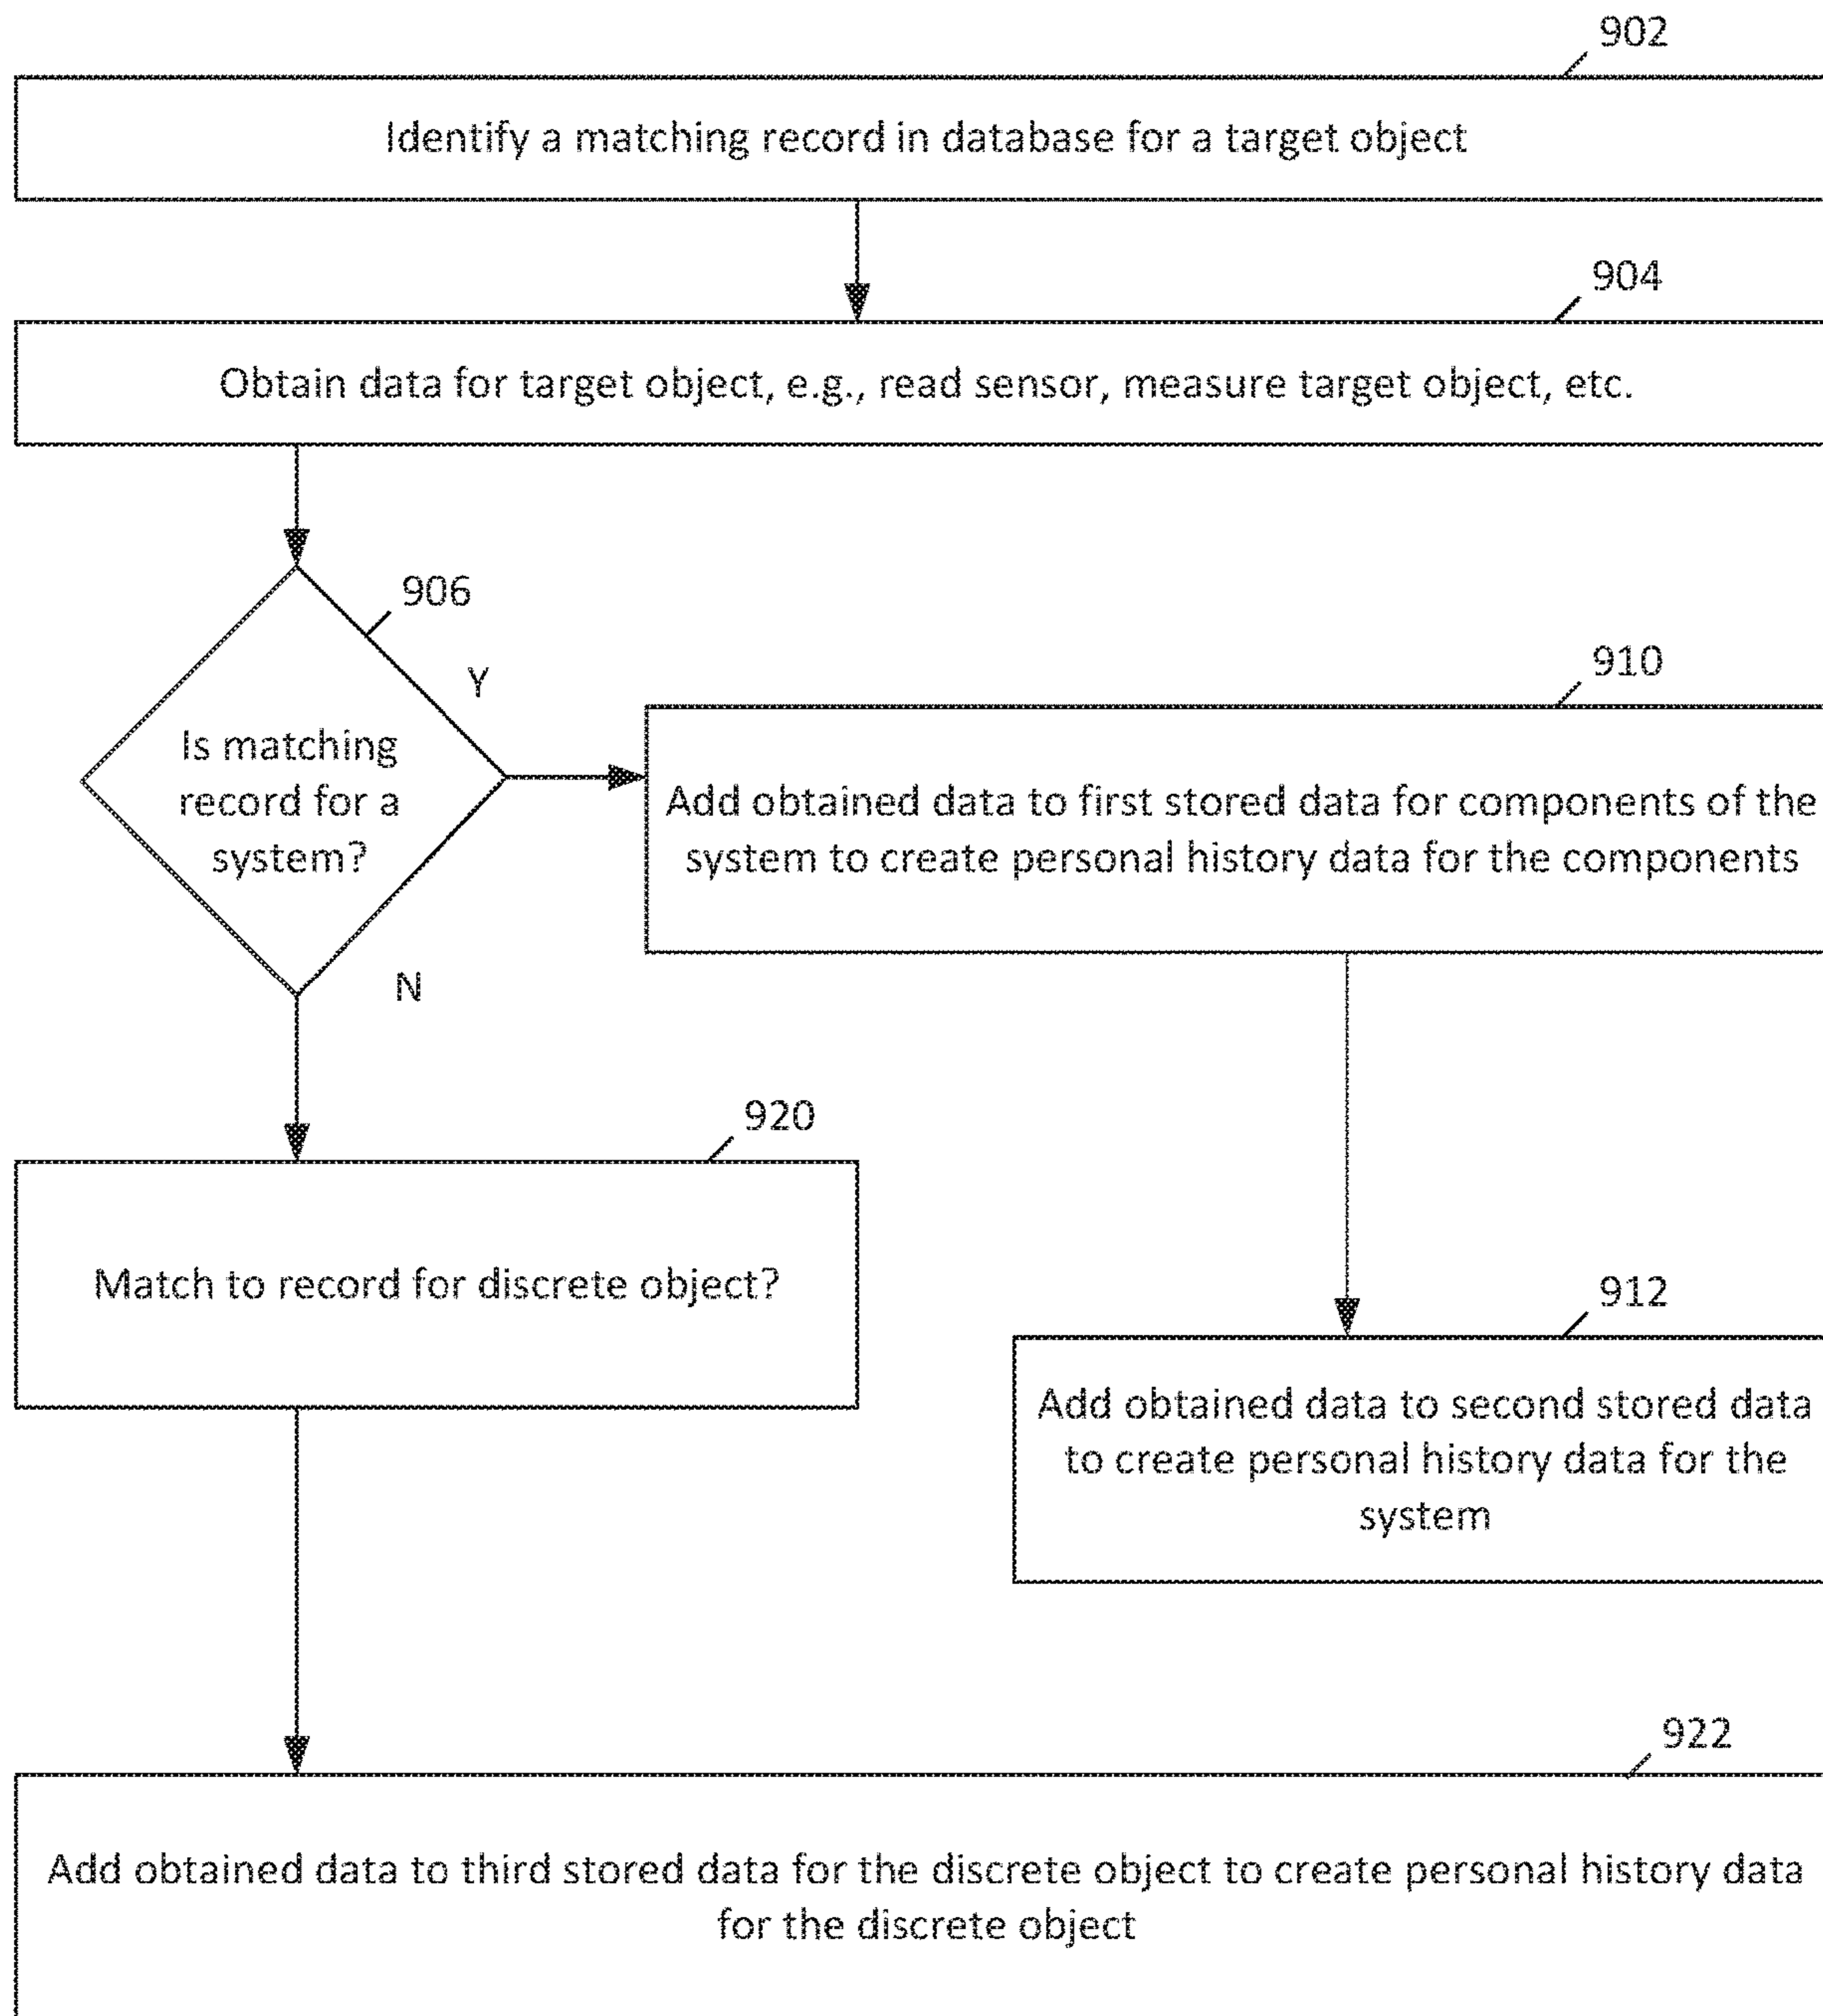 902
Identify a matching record in database for a target object
904
Obtain data for target object, e.g., read sensor, measure target object, etc.
906
Y
Is matching
record for a
system?
N
910
Add obtained data to first stored data for components of the
system to create personal history data for the components
920
Match to record for discrete object?
912
Add obtained data to second stored data
to create personal history data for the
system
922
Add obtained data to third stored data for the discrete object to create personal history data
for the discrete object